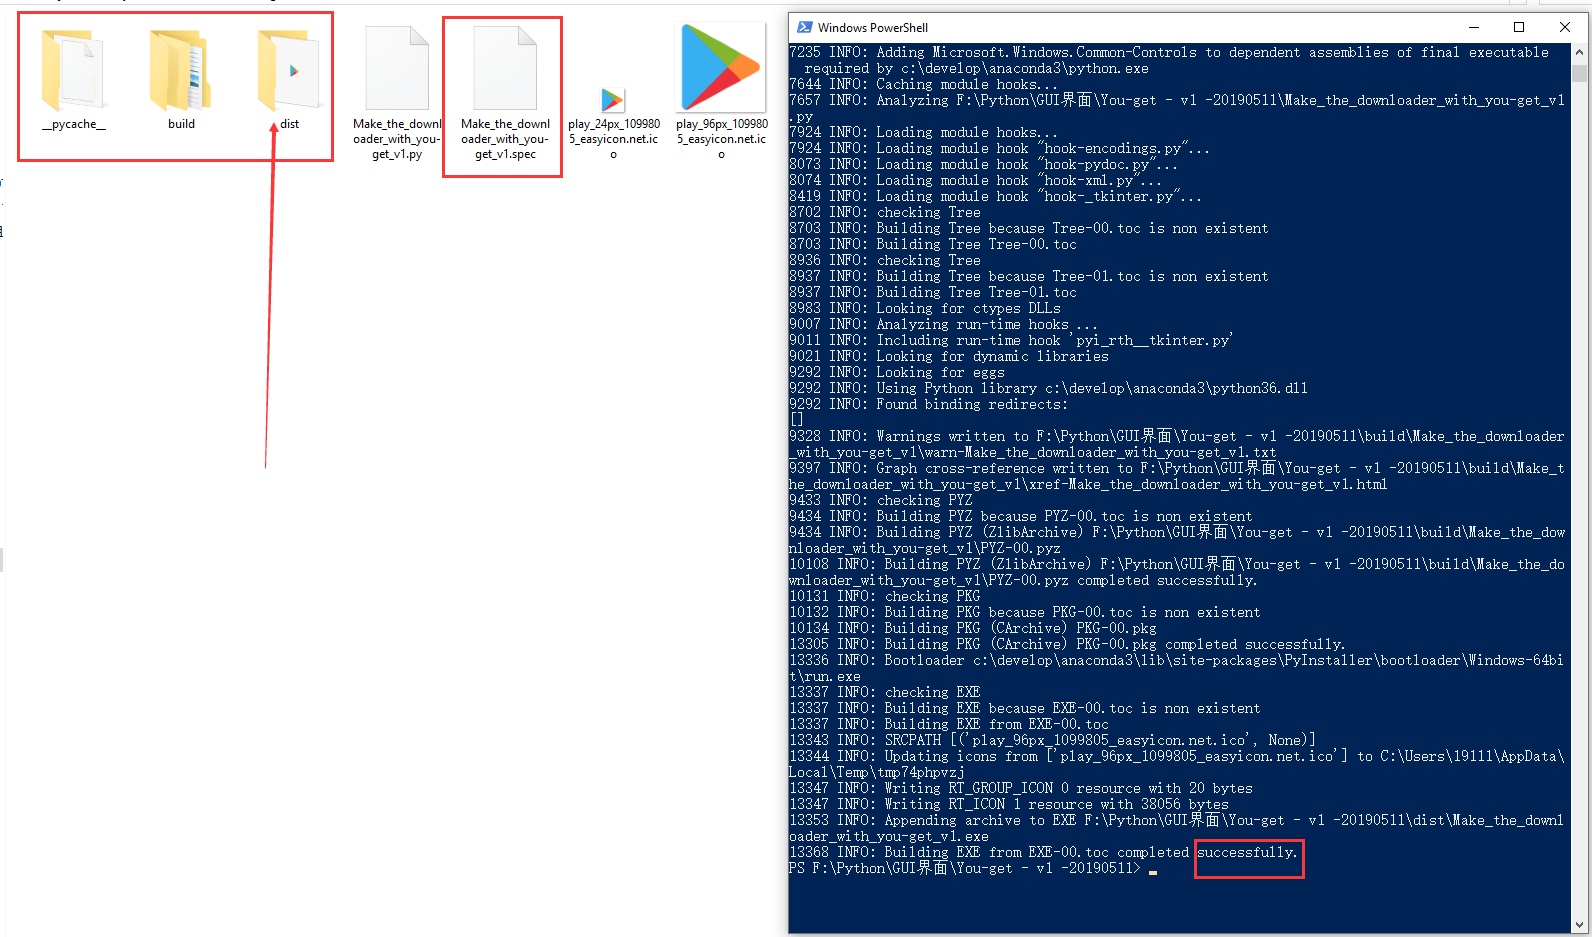 __pycache__
build
dist
Make_the_downl
oader_with_you-
get_v1.py
Make_the_downl
oader_with_you-
get_v1.spec
play_24px_109980
5_easyicon.net.ic
o
play_96px_109980
5_easyicon.net.ic
o
Windows PowerShell
7235 INFO: Adding Microsoft.Windows.Common-Controls to dependent assemblies of final executable
required by c:\develop\anaconda3\python.exe
7644 INFO: Caching module hooks...
7657 INFO: Analyzing F:\Python\GUI界面\You-get - v1 -20190511\Make_the_downloader_with_you-get_v1
.py
7924 INFO: Loading module hooks...
7924 INFO: Loading module hook "hook-encodings.py"...
8073 INFO: Loading module hook "hook-pydoc.py"...
8074 INFO: Loading module hook "hook-xml.py"...
8419 INFO: Loading module hook "hook-_tkinter.py"...
8702 INFO: checking Tree
8703 INFO: Building Tree because Tree-00.toc is non existent
8703 INFO: Building Tree Tree-00.toc
8936 INFO: checking Tree
8937 INFO: Building Tree because Tree-01.toc is non existent
8937 INFO: Building Tree Tree-01.toc
8983 INFO: Looking for ctypes DLLs
9007 INFO: Analyzing run-time hooks ...
9011 INFO: Including run-time hook 'pyi_rth__tkinter.py'
9021 INFO: Looking for dynamic libraries
9292 INFO: Looking for eggs
9292 INFO: Using Python library c:\develop\anaconda3\python36.dll
9292 INFO: Found binding redirects:
[]
9328 INFO: Warnings written to F:\Python\GUI界面\You-get - v1 -20190511\build\Make_the_downloader
_with_you-get_v1\warn-Make_the_downloader_with_you-get_v1.txt
9397 INFO: Graph cross-reference written to F:\Python\GUI界面\You-get - v1 -20190511\build\Make_t
he_downloader_with_you-get_v1\xref-Make_the_downloader_with_you-get_v1.html
9433 INFO: checking PYZ
9434 INFO: Building PYZ because PYZ-00.toc is non existent
9434 INFO: Building PYZ (ZlibArchive) F:\Python\GUI界面\You-get - v1 -20190511\build\Make_the_dow
nloader_with_you-get_v1\PYZ-00.pyz
10108 INFO: Building PYZ (ZlibArchive) F:\Python\GUI界面\You-get - v1 -20190511\build\Make_the_do
wnloader_with_you-get_v1\PYZ-00.pyz completed successfully.
10131 INFO: checking PKG
10132 INFO: Building PKG because PKG-00.toc is non existent
10134 INFO: Building PKG (CArchive) PKG-00.pkg
13305 INFO: Building PKG (CArchive) PKG-00.pkg completed successfully.
13336 INFO: Bootloader c:\develop\anaconda3\lib\site-packages\PyInstaller\bootloader\Windows-64bi
t\run.exe
13337 INFO: checking EXE
13337 INFO: Building EXE because EXE-00.toc is non existent
13337 INFO: Building EXE from EXE-00.toc
13343 INFO: SRCPATH [('play_96px_1099805_easyicon.net.ico', None)]
13344 INFO: Updating icons from ['play_96px_1099805_easyicon.net.ico'] to C:\Users\19111\AppData\
Local\Temp\tmp74phpvzj
13347 INFO: Writing RT_GROUP_ICON 0 resource with 20 bytes
13347 INFO: Writing RT_ICON 1 resource with 38056 bytes
13353 INFO: Appending archive to EXE F:\Python\GUI界面\You-get - v1 -20190511\dist\Make_the_downl
oader_with_you-get_v1.exe
13368 INFO: Building EXE from EXE-00.toc completed successfully.
PS F:\Python\GUI界面\You-get - v1 -20190511>